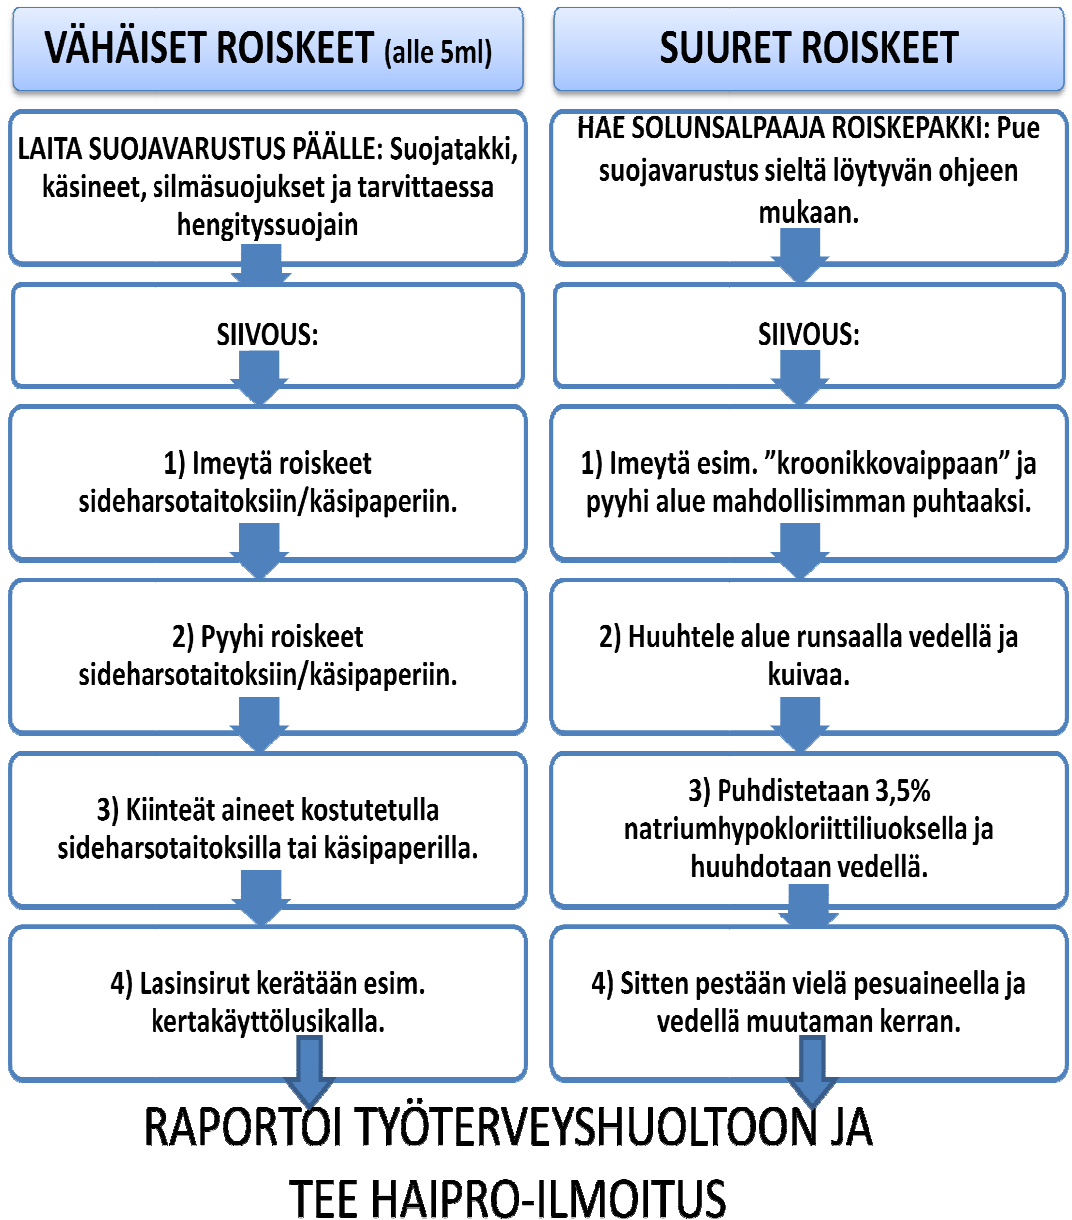 VÄHÄISET ROISKEET (alle 5ml)
LAITA SUOJAVARUSTUS PÄÄLLE: Suojatakki,
käsineet, silmäsuojukset ja tarvittaessa
hengityssuojain
SIIVOUS:
1) Imeytä roiskeet
sideharsotaitoksiin/käsipaperiin.
2) Pyyhi roiskeet
sideharsotaitoksiin/käsipaperiin.
3) Kiinteät aineet kostutetulla
sideharsotaitoksilla tai käsipaperilla.
4) Lasinsirut kerätään esim.
kertakäyttölusikalla.
SUURET ROISKEET
HAE SOLUNSALPAAJA ROISKEPAKKI: Pue
suojavarustus sieltä löytyvän ohjeen
mukaan.
SIIVOUS:
1) Imeytä esim. ”kroonikkovaippaan” ja
pyyhi alue mahdollisimman puhtaaksi.
2) Huuhtele alue runsaalla vedellä ja
kuivaa.
3) Puhdistetaan 3,5%
natriumhypokloriittiliuoksella ja
huuhdotaan vedellä.
4) Sitten pestään vielä pesuaineella ja
vedellä muutaman kerran.
RAPORTOI TYÖTERVEYSHUOLTOON JA
TEE HAIPRO-ILMOITUS